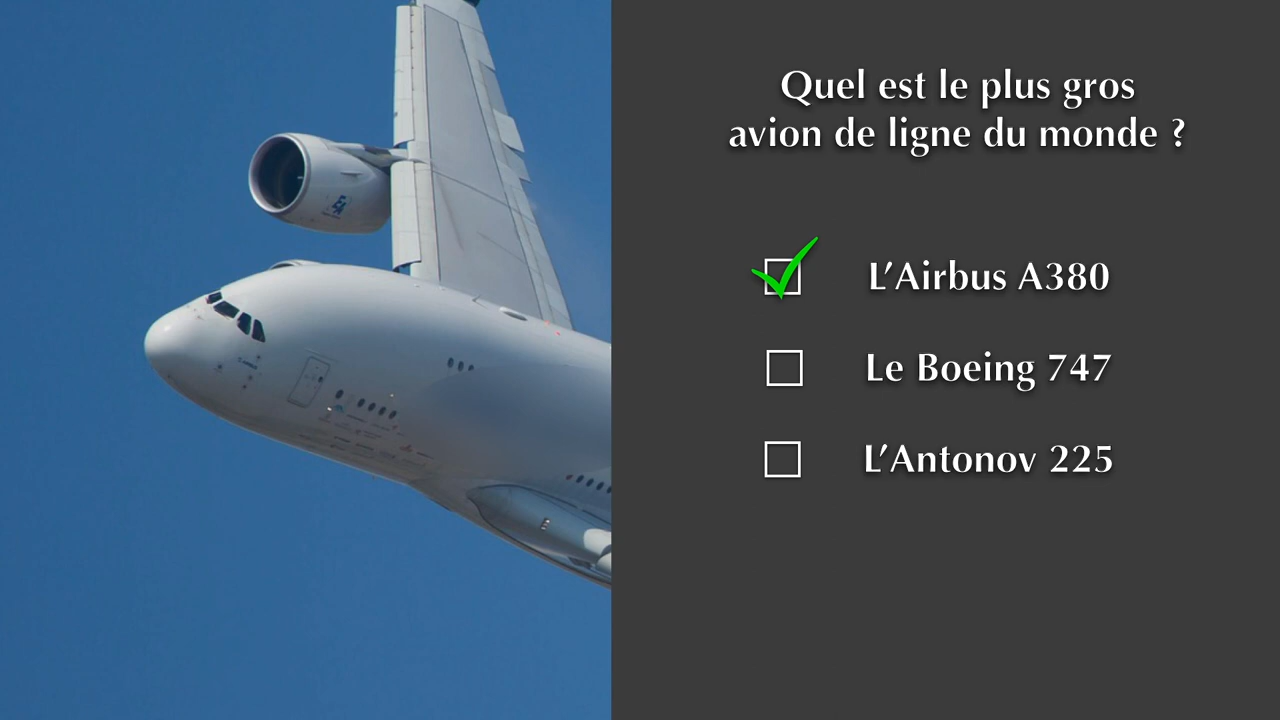 Quel est le plus gros
avion de ligne du monde ?
L’Airbus A380
Le Boeing 747
L’Antonov 225